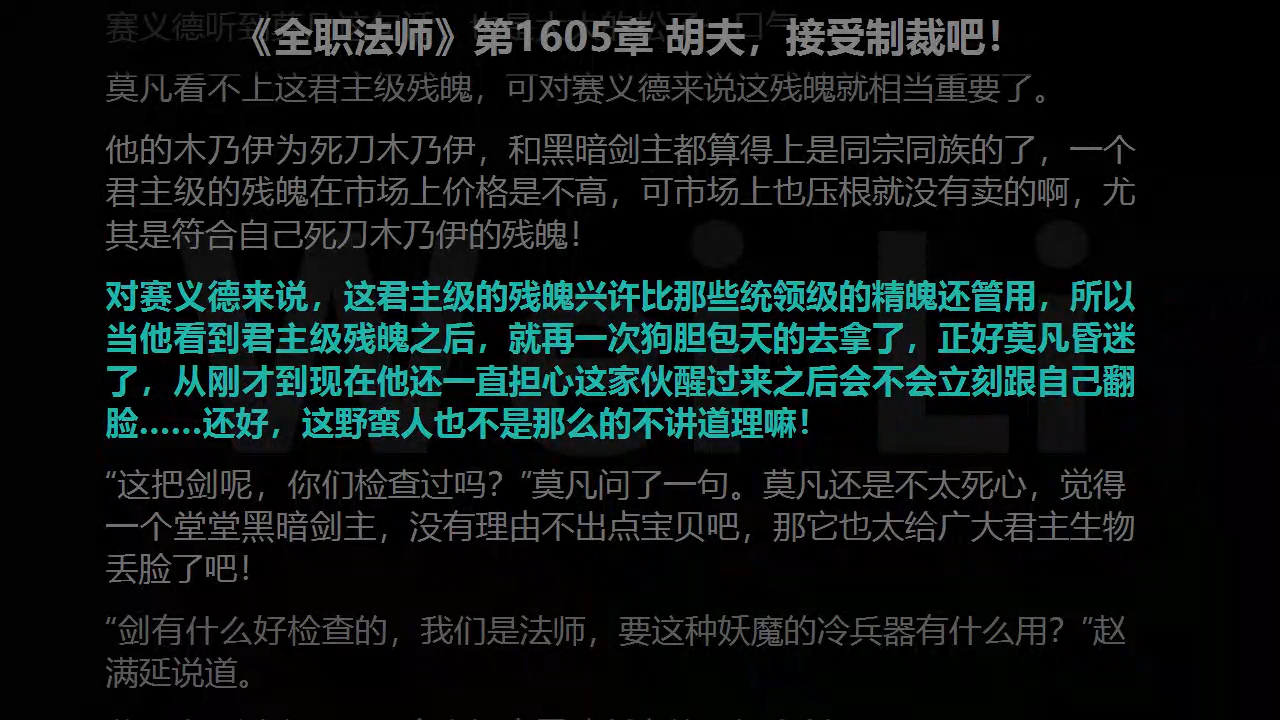 《全职法师》第1605章 胡夫，接受制裁吧！
莫凡看不上这君主级残魄，可对赛义德来说这残魄就相当重要了。
他的木乃伊为死刀木乃伊，和黑暗剑主都算得上是同宗同族的了，一个
君主级的残魄在市场上价格是不高，可市场上也压根就没有卖的啊，尤
其是符合自己死刀木乃伊的残魄！
对赛义德来说，这君主级的残魄兴许比那些统领级的精魄还管用，所以
当他看到君主级残魄之后，就再一次狗胆包天的去拿了，正好莫凡昏迷
了，从刚才到现在他还一直担心这家伙醒过来之后会不会立刻跟自己翻
脸……还好，这野蛮人也不是那么的不讲道理嘛！
“这把剑呢，你们检查过吗？”莫凡问了一句。莫凡还是不太死心，觉得
一个堂堂黑暗剑主，没有理由不出点宝贝吧，那它也太给广大君主生物
丢脸了吧！
“剑有什么好检查的，我们是法师，要这种妖魔的冷兵器有什么用？”赵
满延说道。
Wei Li